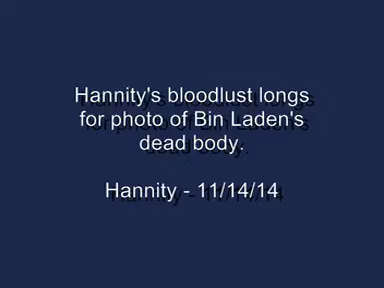 Hannity's bloodlust longs
for photo of Bin Laden's
dead body.
Hannity - 11/14/14